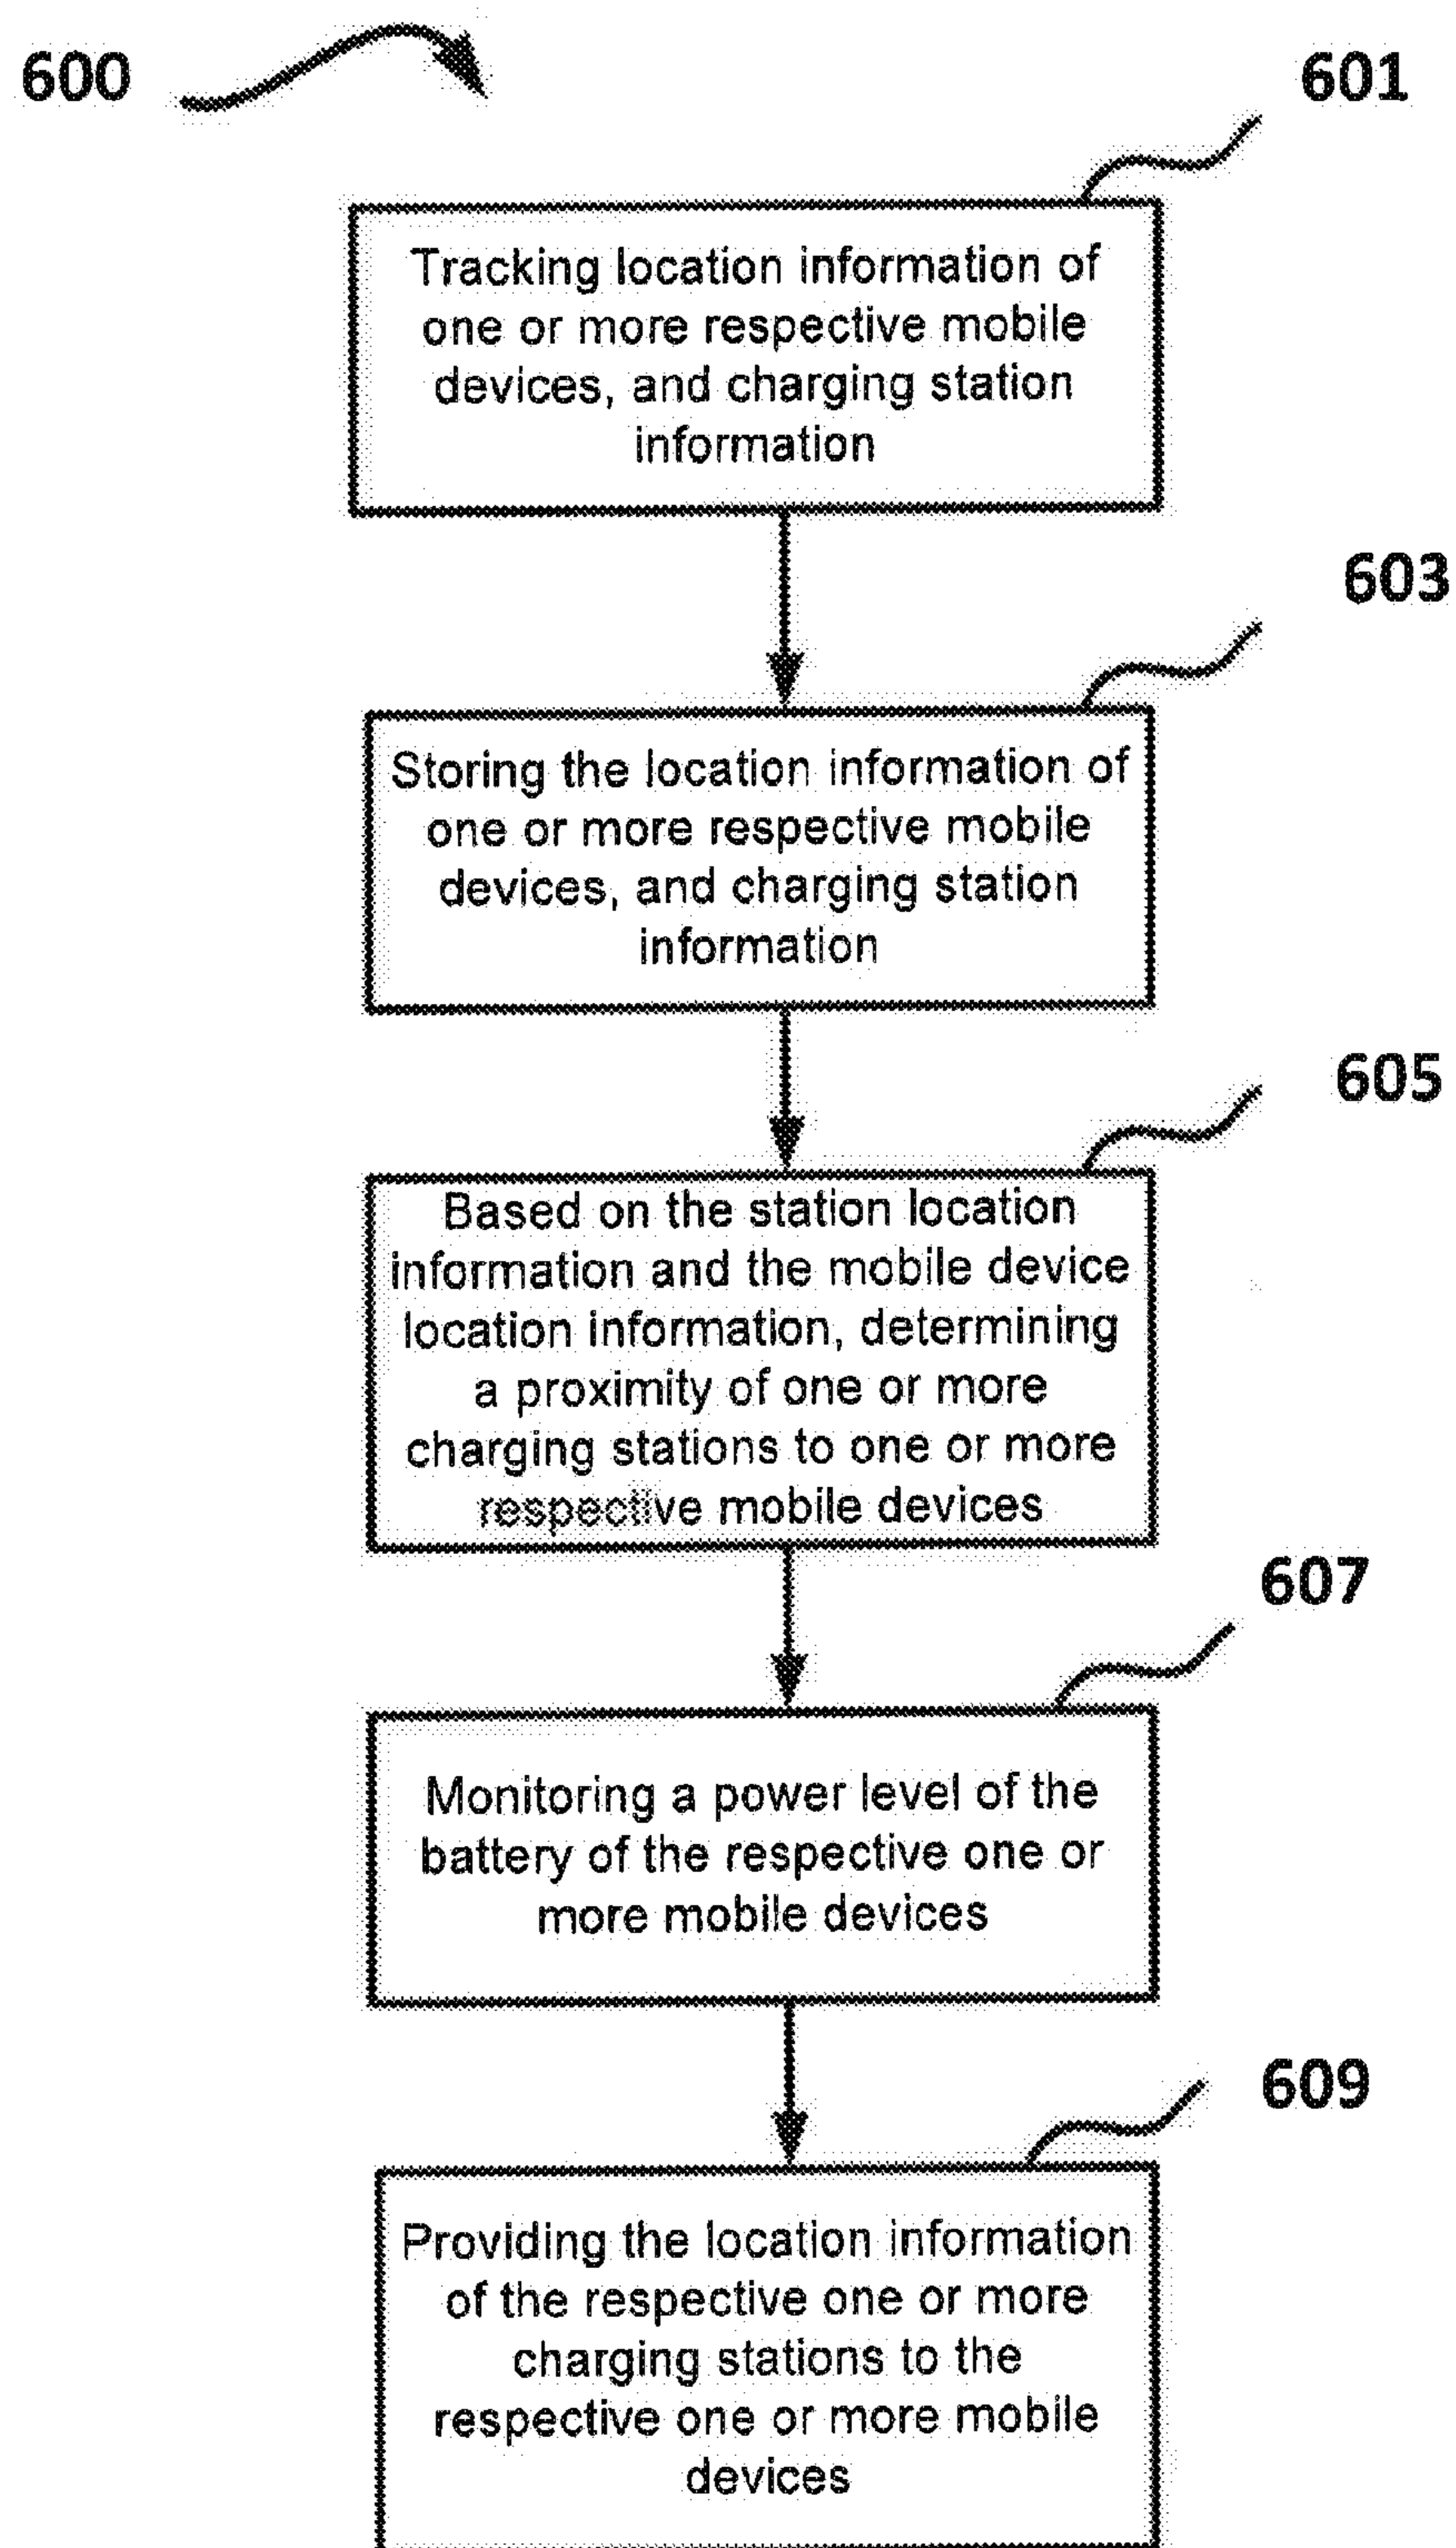 600
601
Tracking location information of
one or more respective mobile
devices, and charging station
information
603
Storing the location information of
one or more respective mobile
devices, and charging station
information
605
Based on the station location
information and the mobile device
location information, determining
a proximity of one or more
charging stations to one or more
respective mobile devices
607
Monitoring a power level of the
battery of the respective one or
more mobile devices
609
Providing the location information
of the respective one or more
charging stations to the
respective one or more mobile
devices